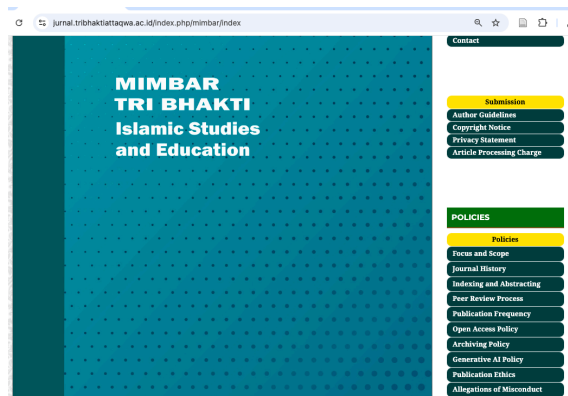 jurnal.tribhaktiattaqwa.ac.id/index.php/mimbar/index
Contact
MIMBAR
TRI BHAKTI
Islamic Studies
and Education
Submission
Author Guidelines
Copyright Notice
Privacy Statement
Article Processing Charge
POLICIES
Policies
Focus and Scope
Journal History
Indexing and Abstracting
Peer Review Process
Publication Frequency
Open Access Policy
Archiving Policy
Generative AI Policy
Publication Ethics
Allegations of Misconduct